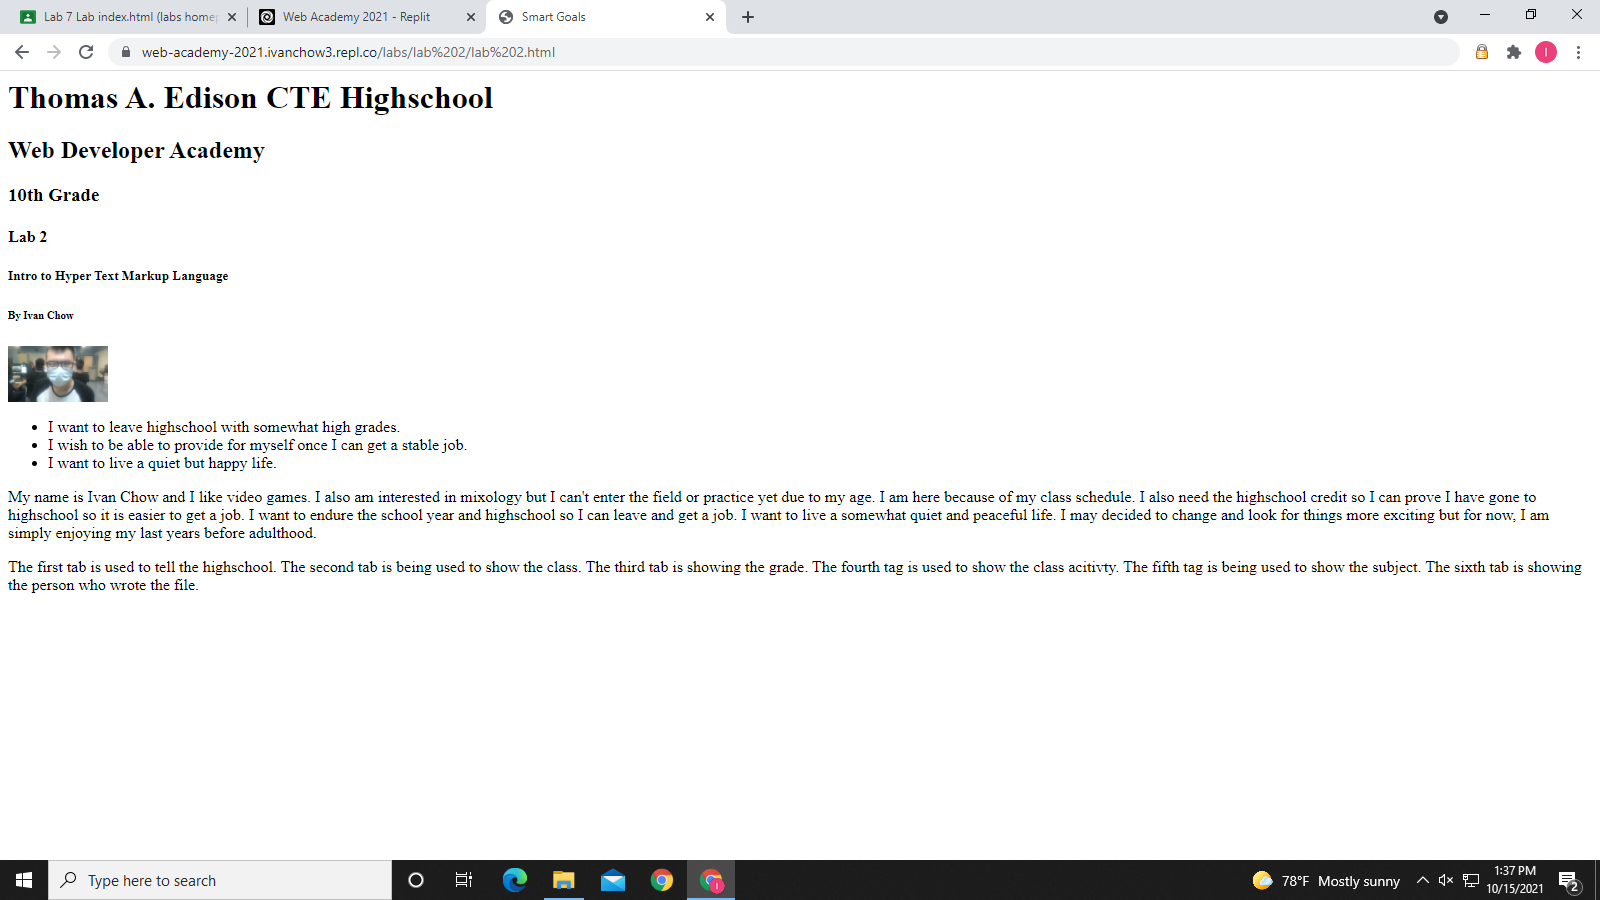 Lab 7 Lab index.html (labs home
Web Academy 2021 - Replit
Smart Goals
web-academy-2021.ivanchow3.repl.co/labs/lab%202/lab%202.html
I
Thomas A. Edison CTE Highschool
Web Developer Academy
10th Grade
Lab 2
Intro to Hyper Text Markup Language
By Ivan Chow
• I want to leave highschool with somewhat high grades.
• I wish to be able to provide for myself once I can get a stable job.
• I want to live a quiet but happy life.
My name is Ivan Chow and I like video games. I also am interested in mixology but I can't enter the field or practice yet due to my age. I am here because of my class schedule. I also need the highschool credit so I can prove I have gone to
highschool so it is easier to get a job. I want to endure the school year and highschool so I can leave and get a job. I want to live a somewhat quiet and peaceful life. I may decided to change and look for things more exciting but for now, I am
simply enjoying my last years before adulthood.
The first tab is used to tell the highschool. The second tab is being used to show the class. The third tab is showing the grade. The fourth tag is used to show the class acitivty. The fifth tag is being used to show the subject. The sixth tab is showing
the person who wrote the file.
Type here to search
I
78°F Mostly sunny
1:37 PM
10/15/2021
2